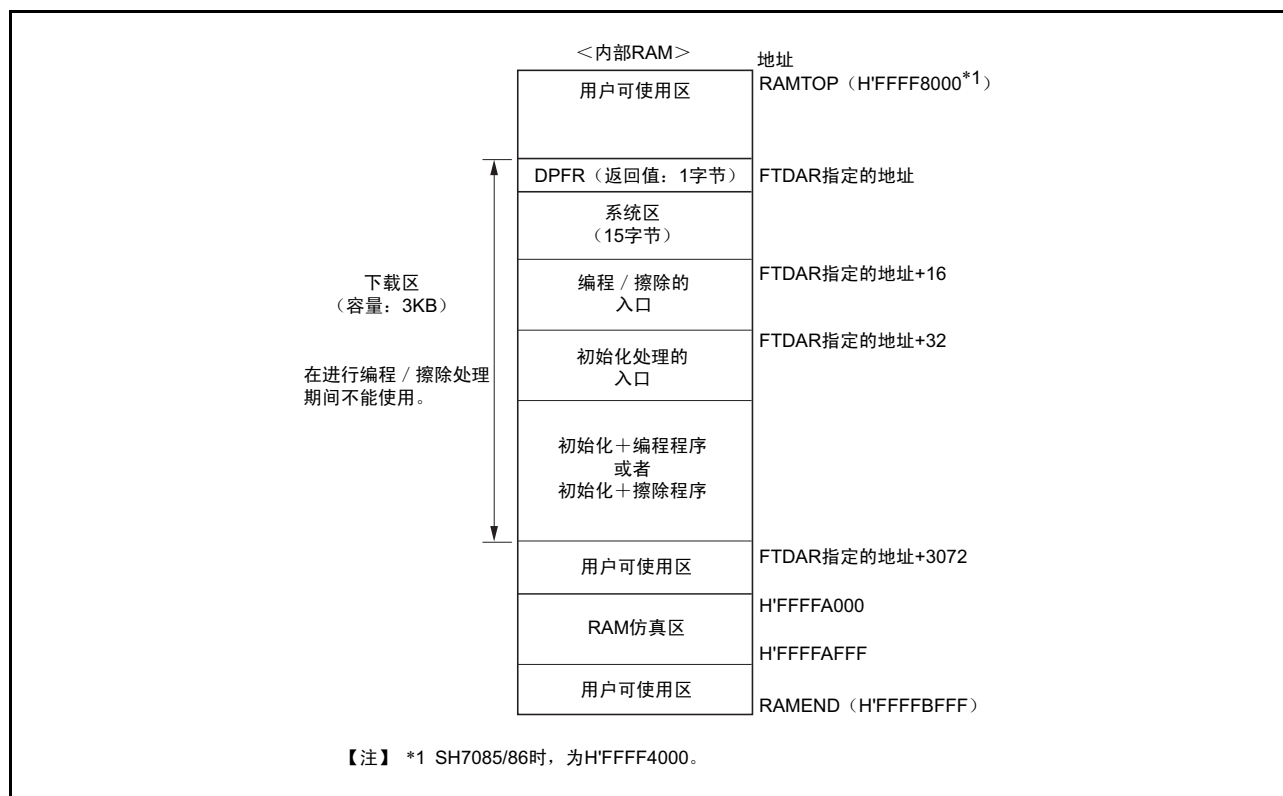 ＜内部RAM＞
地址
用户可使用区
RAMTOP（H'FFFF8000*1）
DPFR（返回值：1字节）
FTDAR指定的地址
系统区
（15字节）
下载区
（容量：3KB）
编程／擦除的
入口
FTDAR指定的地址+16
在进行编程／擦除处理
期间不能使用。
初始化处理的
入口
FTDAR指定的地址+32
初始化＋编程程序
或者
初始化＋擦除程序
用户可使用区
FTDAR指定的地址+3072
RAM仿真区
H'FFFFA000
H'FFFFAFFF
用户可使用区
RAMEND（H'FFFFBFFF）
【注】 *1 SH7085/86时，为H'FFFF4000。